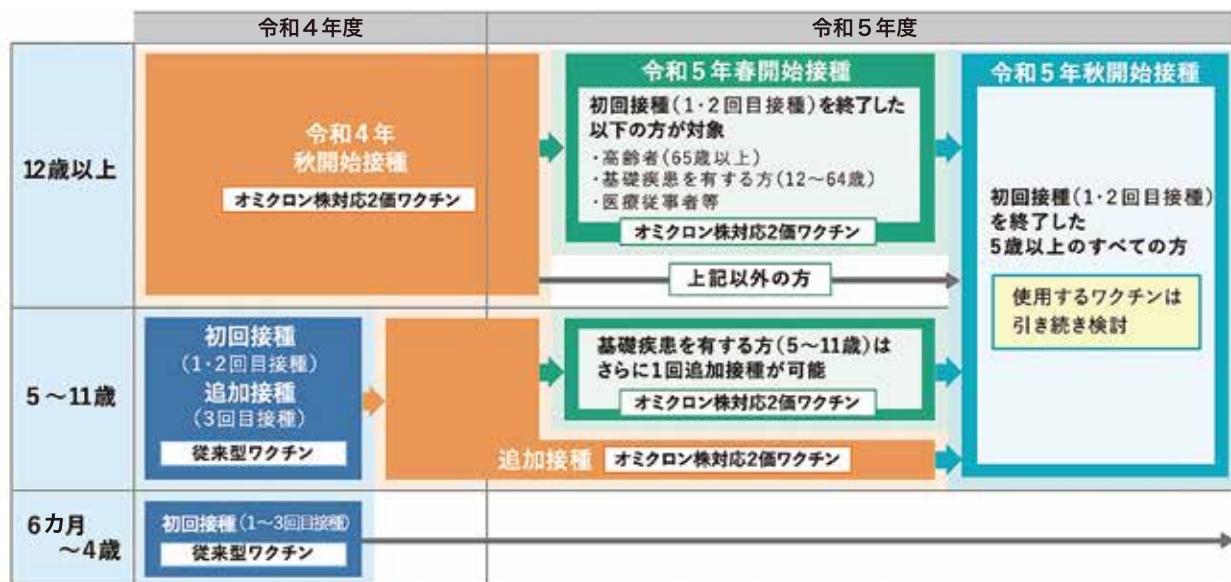 令和4年度
令和5年度
12歳以上
令和4年
秋開始接種
オミクロン株対応2価ワクチン
令和5年春開始接種
初回接種(1・2回目接種)を終了した
以下の方が対象
・高齢者(65歳以上)
・基礎疾患を有する方(12〜64歳)
・医療従事者等
オミクロン株対応2価ワクチン
上記以外の方
令和5年秋開始接種
初回接種(1・2回目接種)
を終了した
5歳以上のすべての方
使用するワクチンは
引き続き検討
5〜11歳
初回接種
(1・2回目接種)
追加接種
(3回目接種)
従来型ワクチン
基礎疾患を有する方(5〜11歳)は
さらに1回追加接種が可能
オミクロン株対応2価ワクチン
追加接種 オミクロン株対応2価ワクチン
6カ月
〜4歳
初回接種(1〜3回目接種)
従来型ワクチン